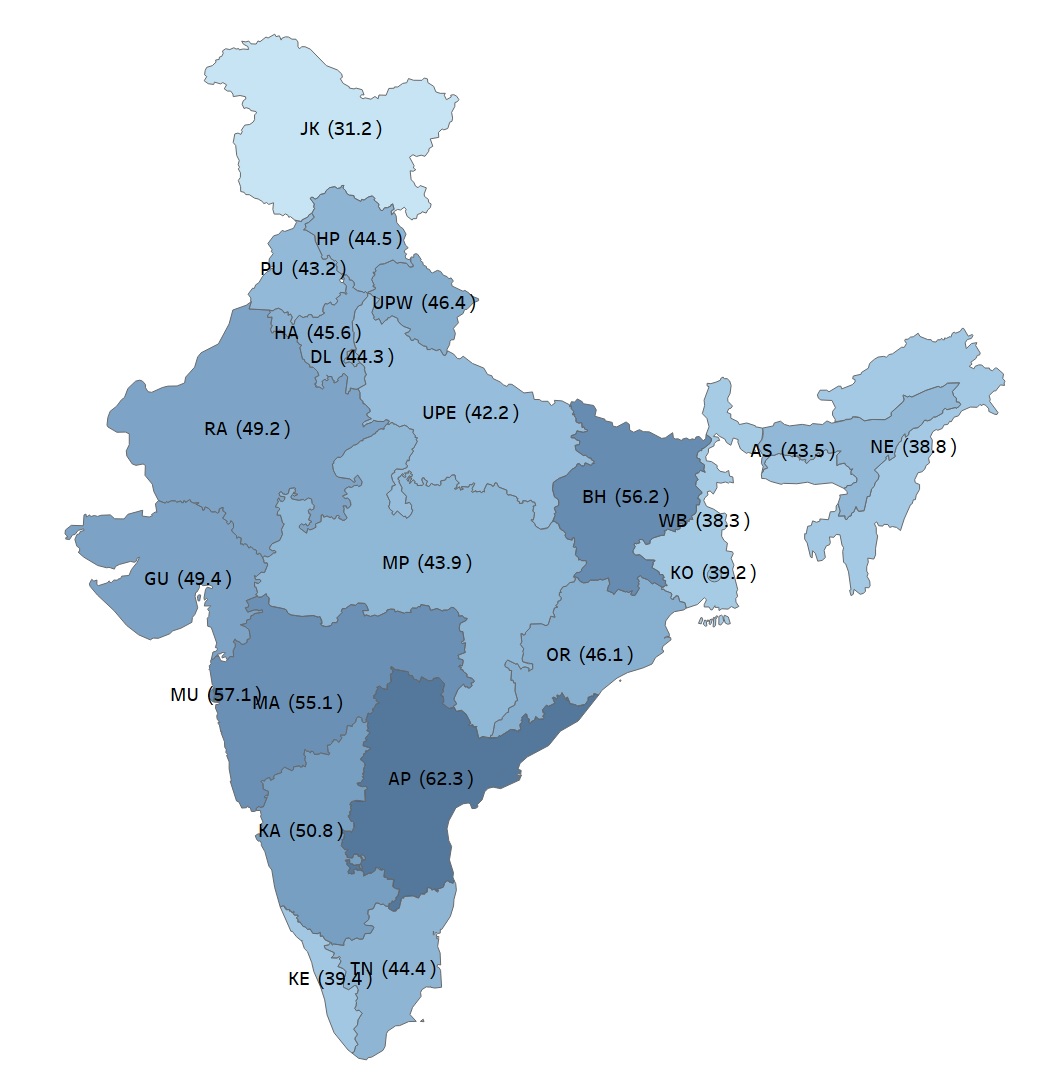 JK (31.2)
HP (44.5)
PU (43.2)
UPW (46.4)
HA (45.6)
DL (44.3)
UPE (42.2)
RA (49.2)
AS (43.5)
NE (38.8)
BH (56.2)
WB (38.3)
MP (43.9)
KO (39.2)
GU (49.4)
OR (46.1)
MU (57.1)
MA (55.1)
AP (62.3)
KA (50.8)
TN (44.4)
KE (39.4)